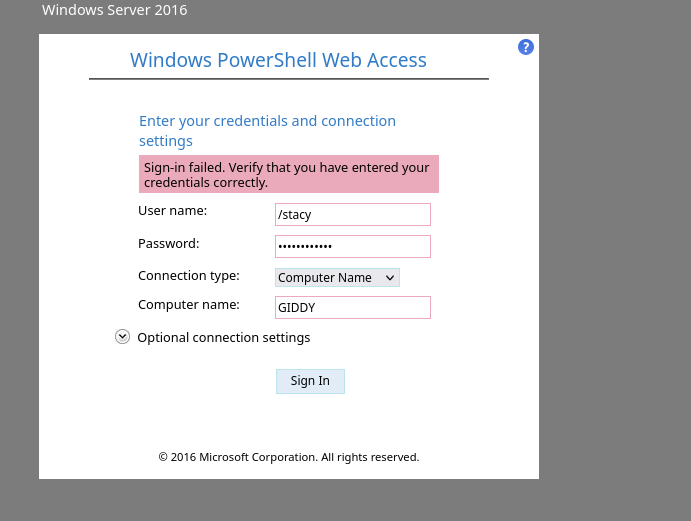 Windows Server 2016
?
Windows PowerShell Web Access
Enter your credentials and connection
settings
Sign-in failed. Verify that you have entered your
credentials correctly.
User name: /stacy
Password: ••••••••••••
Connection type: Computer Name
Computer name: GIDDY
Optional connection settings
Sign In
© 2016 Microsoft Corporation. All rights reserved.